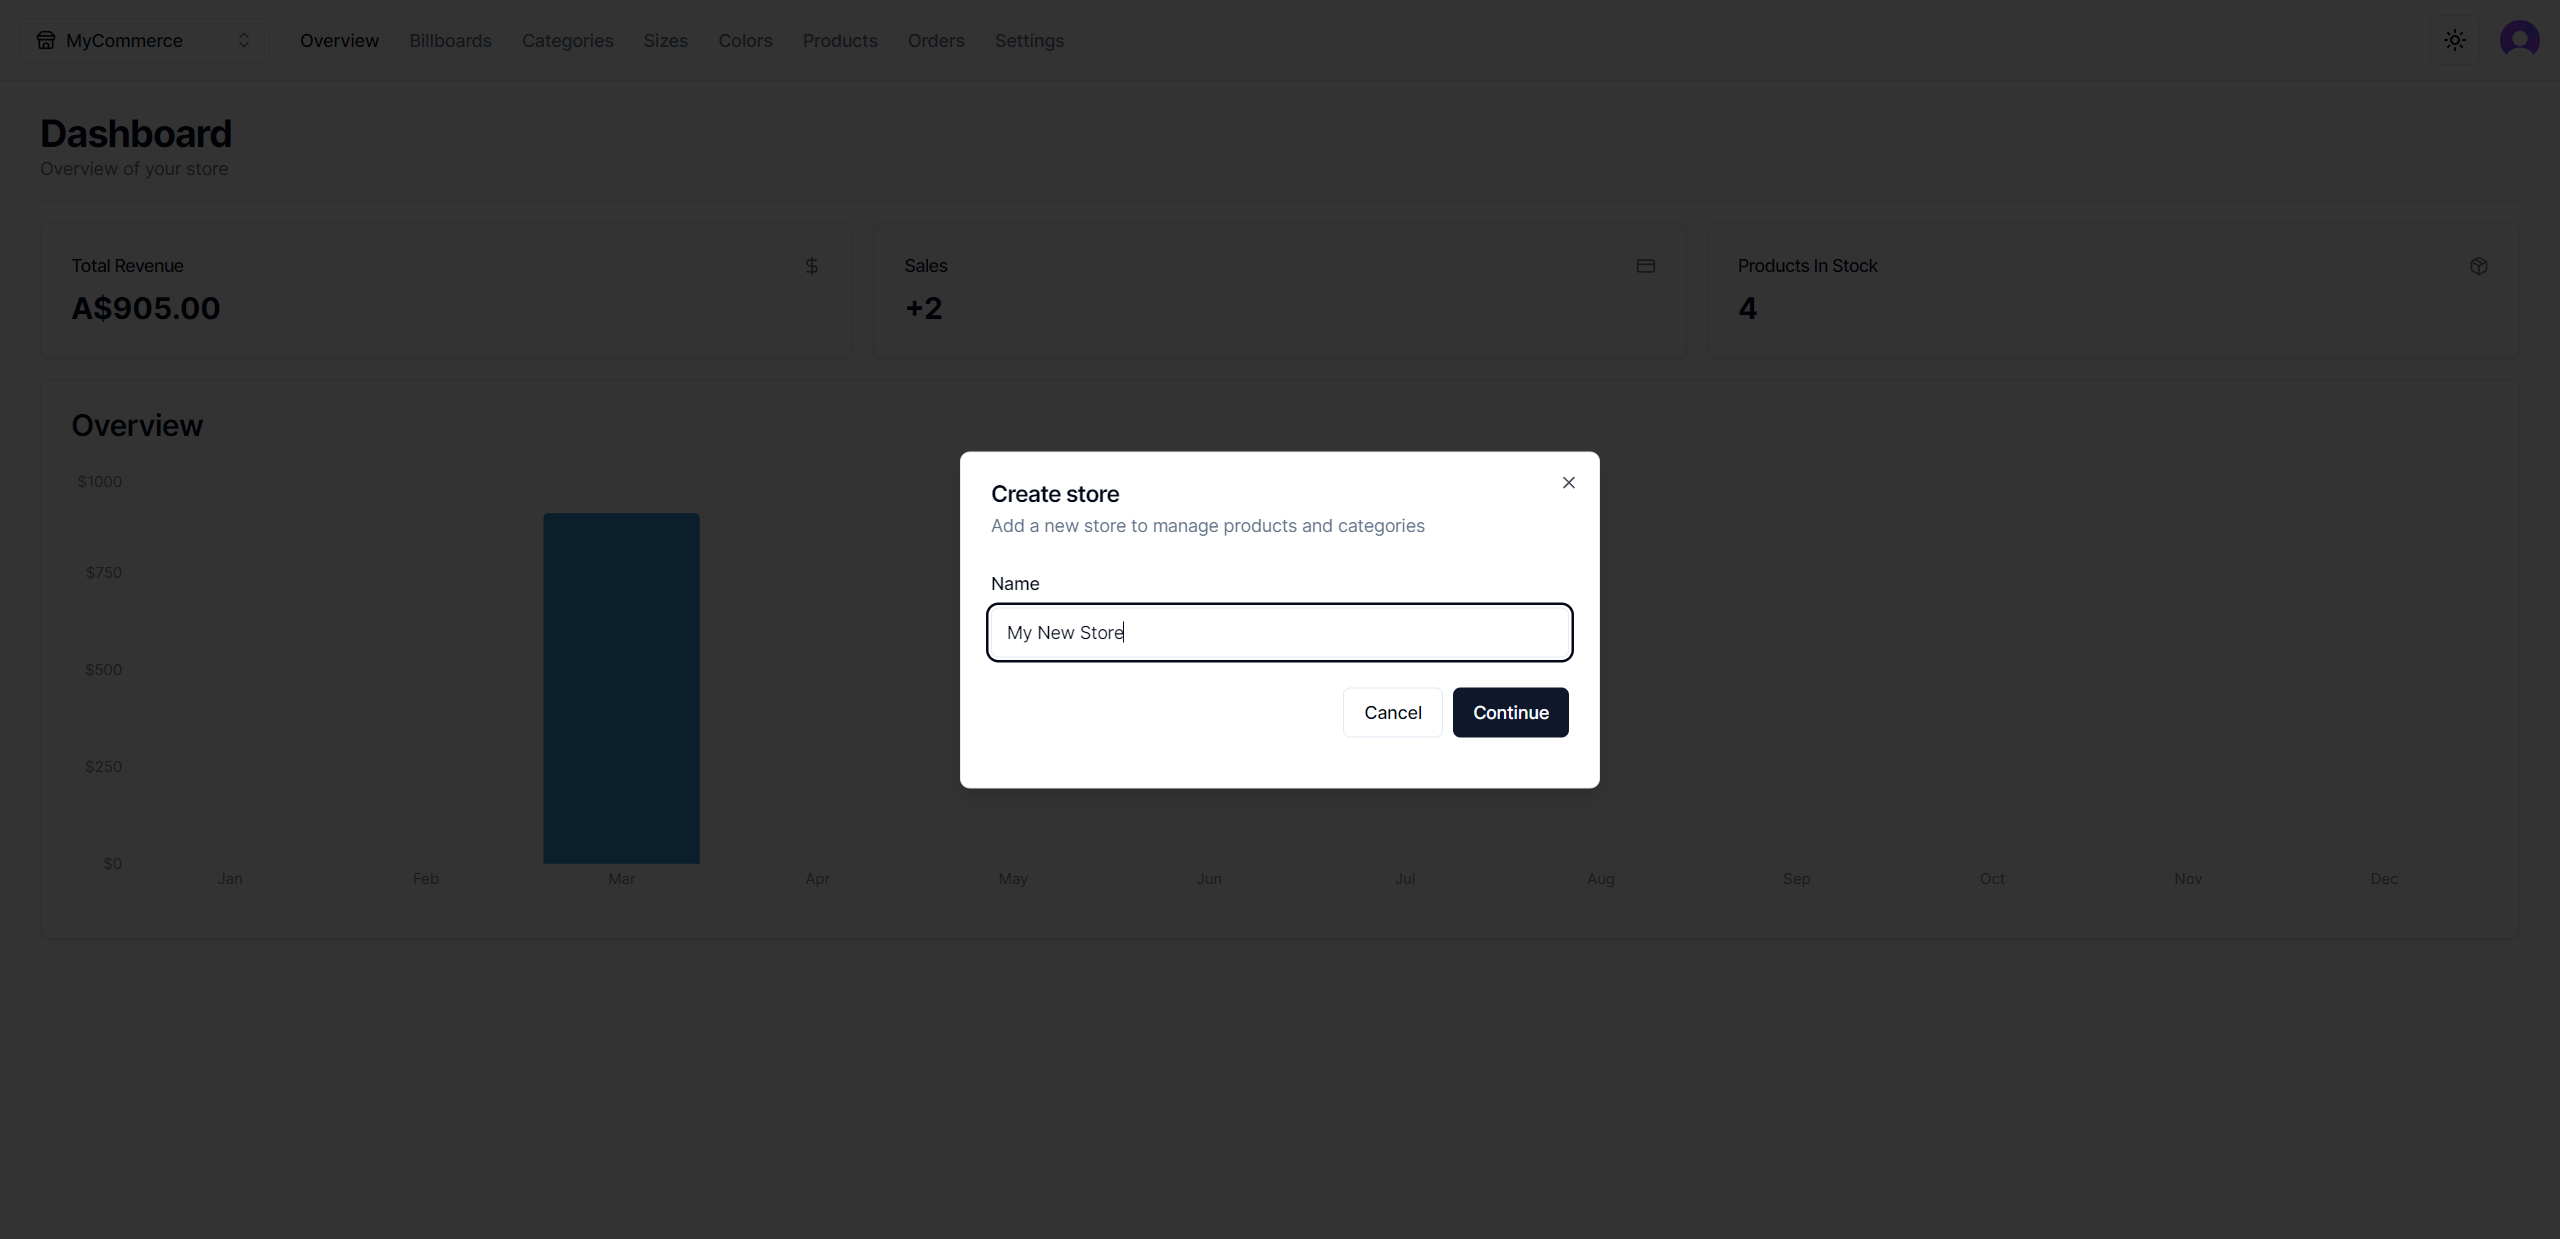 MyCommerce Overview Billboards Categories Sizes Colors Products Orders Settings
Dashboard
Overview of your store
Total Revenue
A$905.00
Sales
+2
Products In Stock
4
Overview
$1000
$750
$500
$250
$0
Jan Feb Mar Apr May Jun Jul Aug Sep Oct Nov Dec
Create store
Add a new store to manage products and categories
Name
My New Store
Cancel Continue